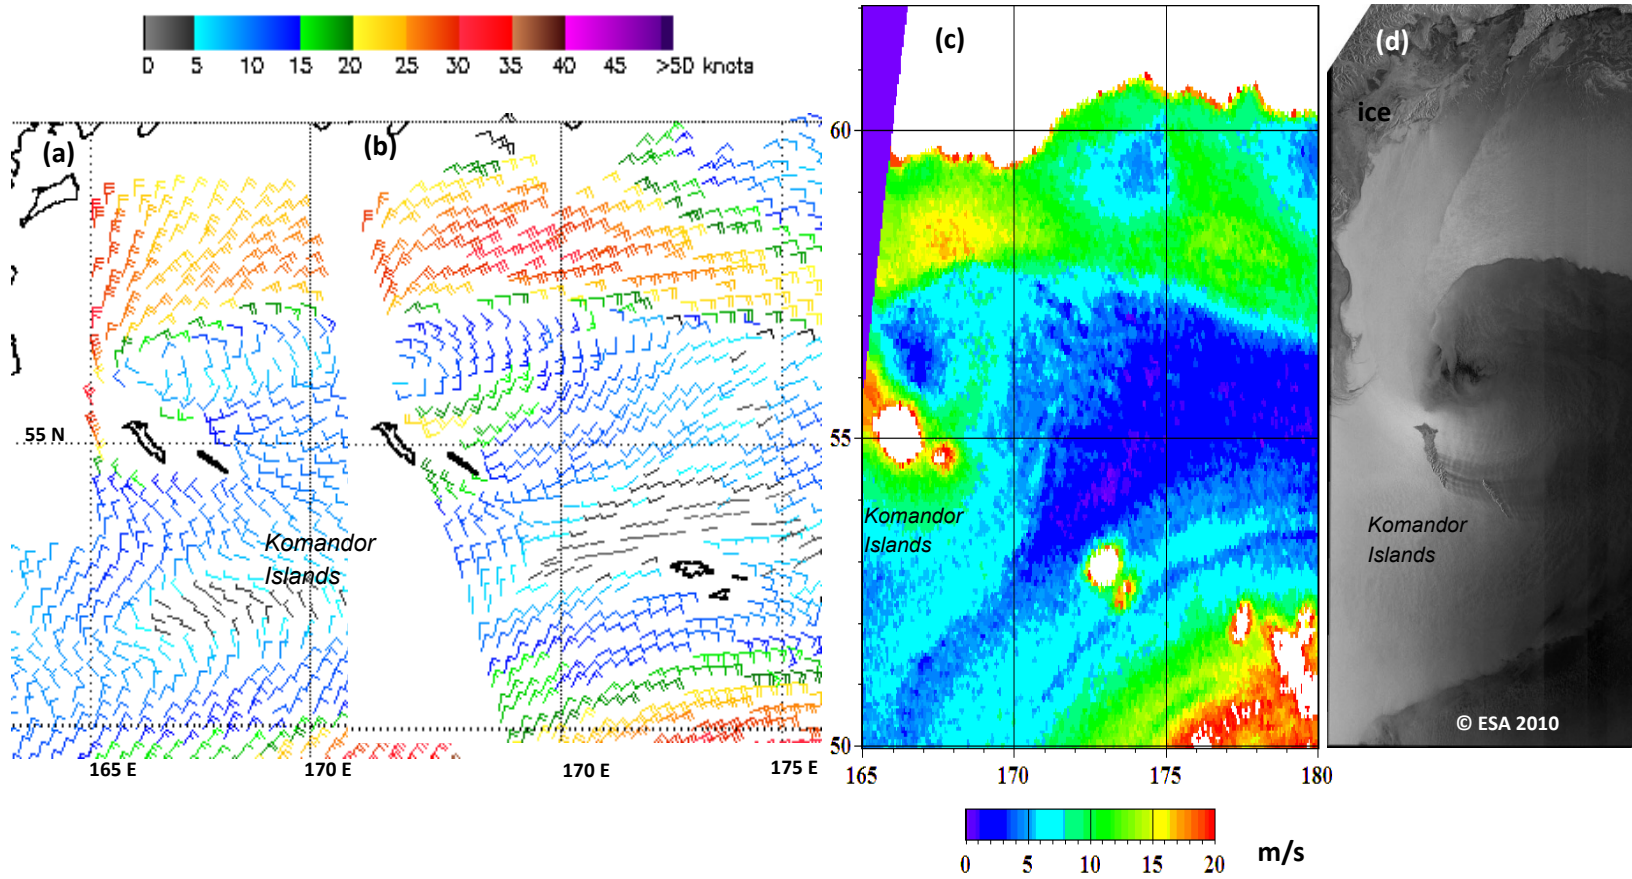 0 5 10 15 20 25 30 35 40 45 >50 knots
(a)
(b)
(c)
(d)
ice
60
55 N
55
Komandor
Islands
Komandor
Islands
Komandor
Islands
© ESA 2010
50
165 E 170 E 170 E 175 E
165 170 175 180
0 5 10 15 20 m/s